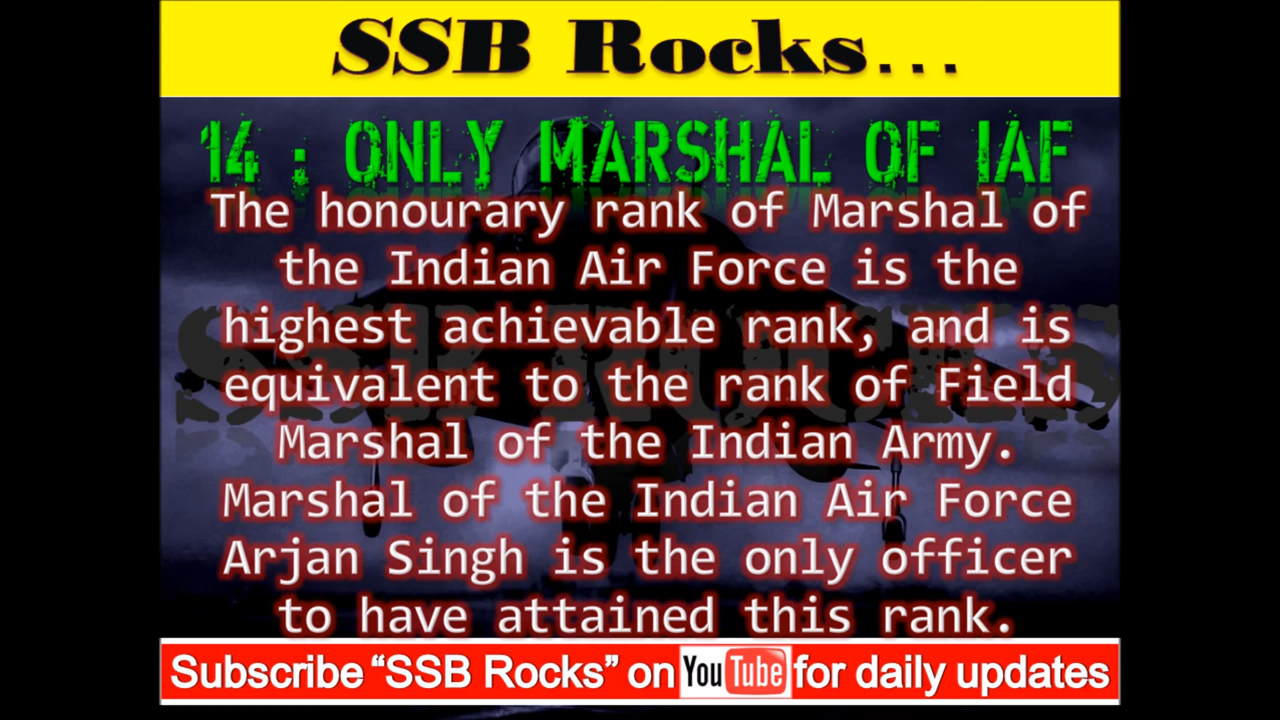 SSB Rocks...
14 : ONLY MARSHAL OF IAF
The honourary rank of Marshal of
the Indian Air Force is the
highest achievable rank, and is
equivalent to the rank of Field
Marshal of the Indian Army.
Marshal of the Indian Air Force
Arjan Singh is the only officer
to have attained this rank.
SSB ROCKS
Subscribe “SSB Rocks” on YouTube for daily updates